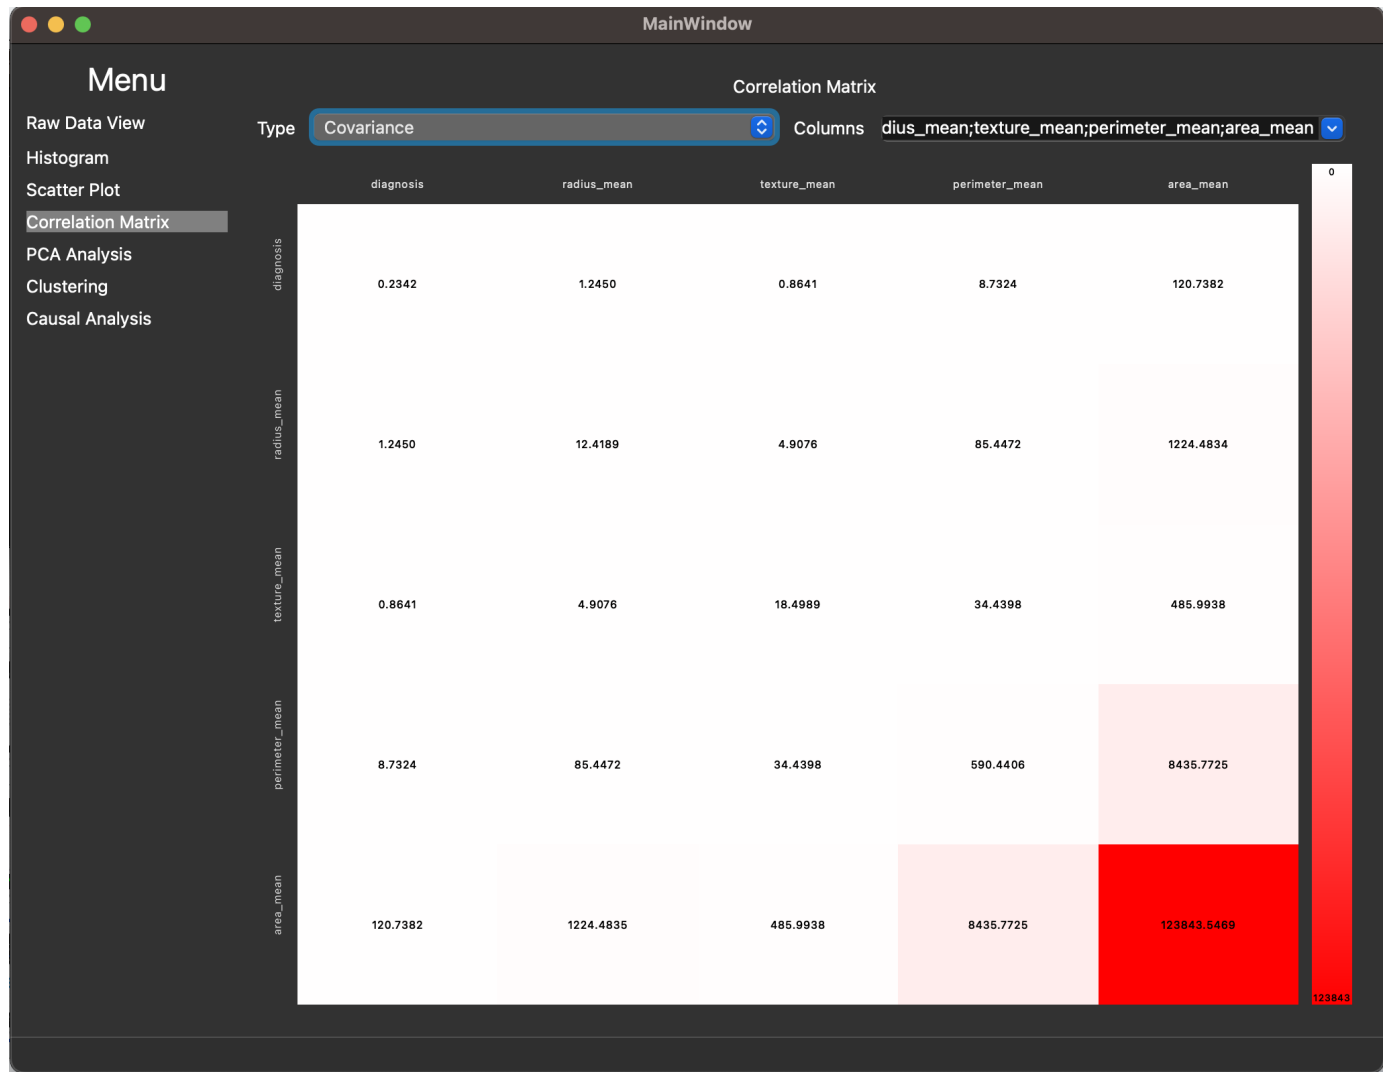 MainWindow
Menu
Raw Data View
Histogram
Scatter Plot
Correlation Matrix
PCA Analysis
Clustering
Causal Analysis
Correlation Matrix
Type Covariance Columns dius_mean;texture_mean;perimeter_mean;area_mean
diagnosis radius_mean texture_mean perimeter_mean area_mean
diagnosis 0.2342 1.2450 0.8641 8.7324 120.7382
radius_mean 1.2450 12.4189 4.9076 85.4472 1224.4834
texture_mean 0.8641 4.9076 18.4989 34.4398 485.9938
perimeter_mean 8.7324 85.4472 34.4398 590.4406 8435.7725
area_mean 120.7382 1224.4835 485.9938 8435.7725 123843.5469
0
123843